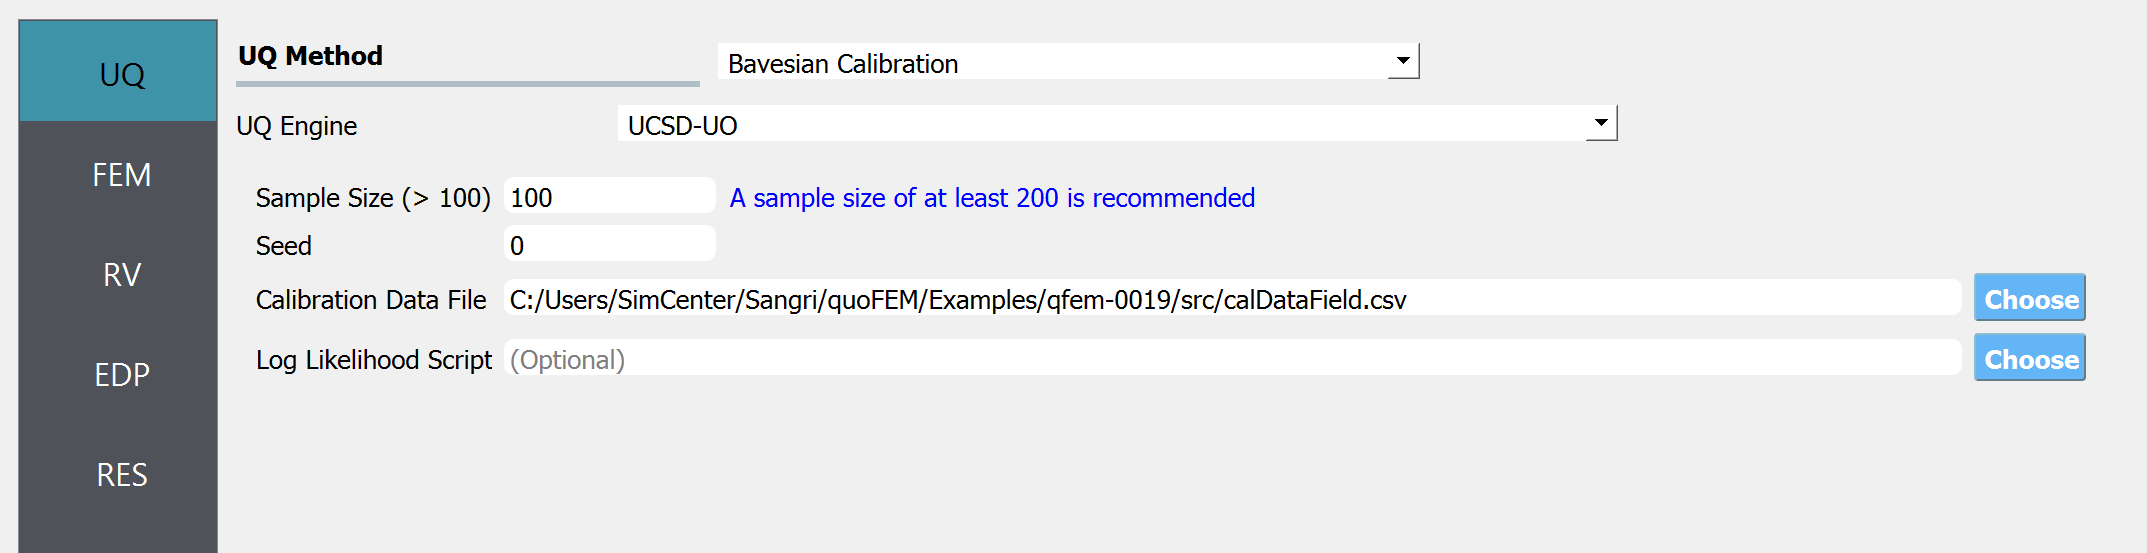 UQ
FEM
RV
EDP
RES
UQ Method
Bavesian Calibration
UQ Engine
UCSD-UO
Sample Size (> 100) 100 A sample size of at least 200 is recommended
Seed 0
Calibration Data File C:/Users/SimCenter/Sangri/quoFEM/Examples/qfem-0019/src/calDataField.csv Choose
Log Likelihood Script (Optional) Choose